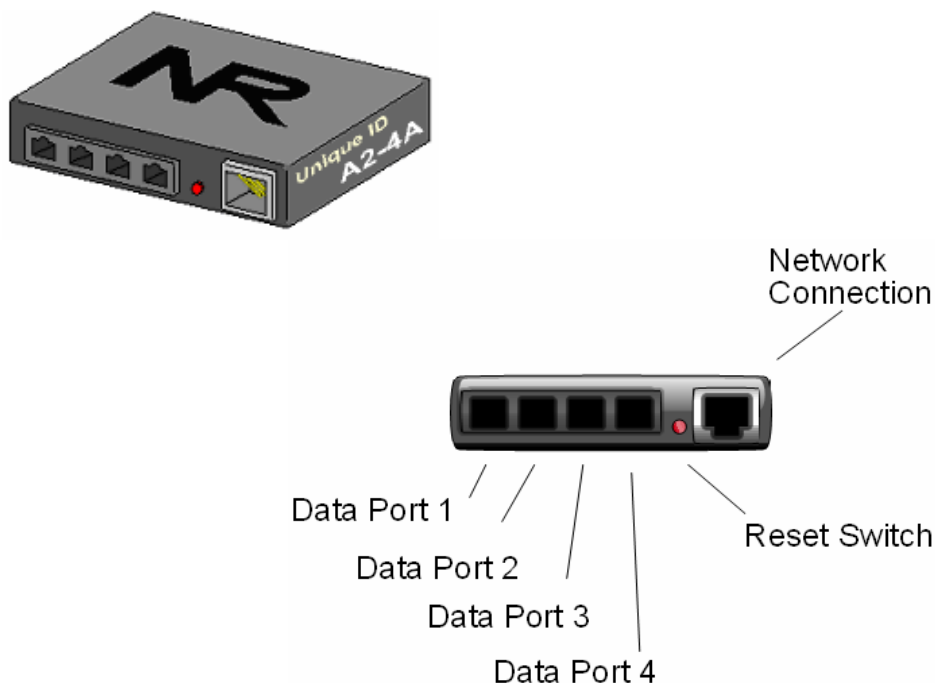 NR
Unique ID
A2-4A
Network
Connection
Data Port 1
Reset Switch
Data Port 2
Data Port 3
Data Port 4